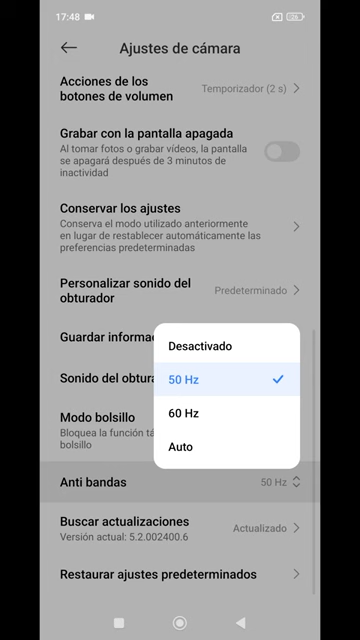 17:48
Ajustes de cámara
Acciones de los
botones de volumen
Temporizador (2 s)
Grabar con la pantalla apagada
Al tomar fotos o grabar vídeos, la pantalla
se apagará después de 3 minutos de
inactividad
Conservar los ajustes
Conserva el modo utilizado anteriormente
en lugar de restablecer automáticamente las
preferencias predeterminadas
Personalizar sonido del
obturador
Predeterminado
Guardar informac
Sonido del obtura
Modo bolsillo
Bloquea la función tá
bolsillo
Desactivado
50 Hz
60 Hz
Auto
Anti bandas
50 Hz
Buscar actualizaciones
Versión actual: 5.2.002400.6
Actualizado
Restaurar ajustes predeterminados